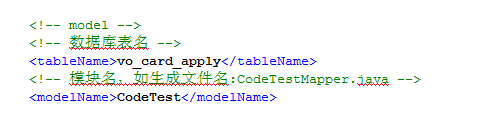 <!-- model -->
<!-- 数据库表名 -->
<tableName>vo_card_apply</tableName>
<!-- 模块名，如生成文件名:CodeTestMapper.java -->
<modelName>CodeTest</modelName>